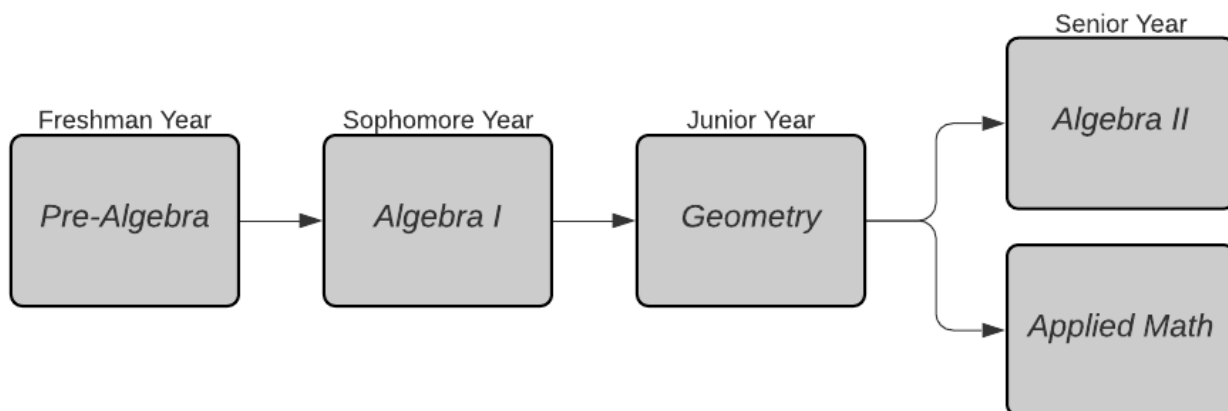 Freshman Year
Pre-Algebra
Sophomore Year
Algebra I
Junior Year
Geometry
Senior Year
Algebra II
Applied Math